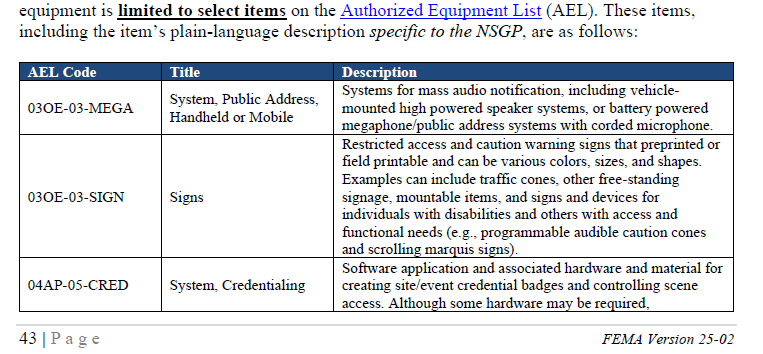 equipment is limited to select items on the Authorized Equipment List (AEL). These items,
including the item's plain-language description specific to the NSGP, are as follows:
AEL Code Title Description
03OE-03-MEGA
System, Public Address,
Handheld or Mobile
Systems for mass audio notification, including vehicle-
mounted high powered speaker systems, or battery powered
megaphone/public address systems with corded microphone.
03OE-03-SIGN
Signs
Restricted access and caution warning signs that preprinted or
field printable and can be various colors, sizes, and shapes.
Examples can include traffic cones, other free-standing
signage, mountable items, and signs and devices for
individuals with disabilities and others with access and
functional needs (e.g., programmable audible caution cones
and scrolling marquis signs).
04AP-05-CRED
System, Credentialing
Software application and associated hardware and material for
creating site/event credential badges and controlling scene
access. Although some hardware may be required,
43 | P a g e
FEMA Version 25-02